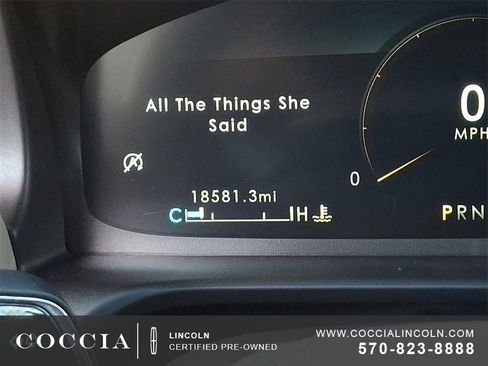 All The Things She
Said
0
MPH
0
18581.3mi
C H
PRN
COCCIA
LINCOLN
CERTIFIED PRE-OWNED
WWW.COCCIALINCOLN.COM
570-823-8888